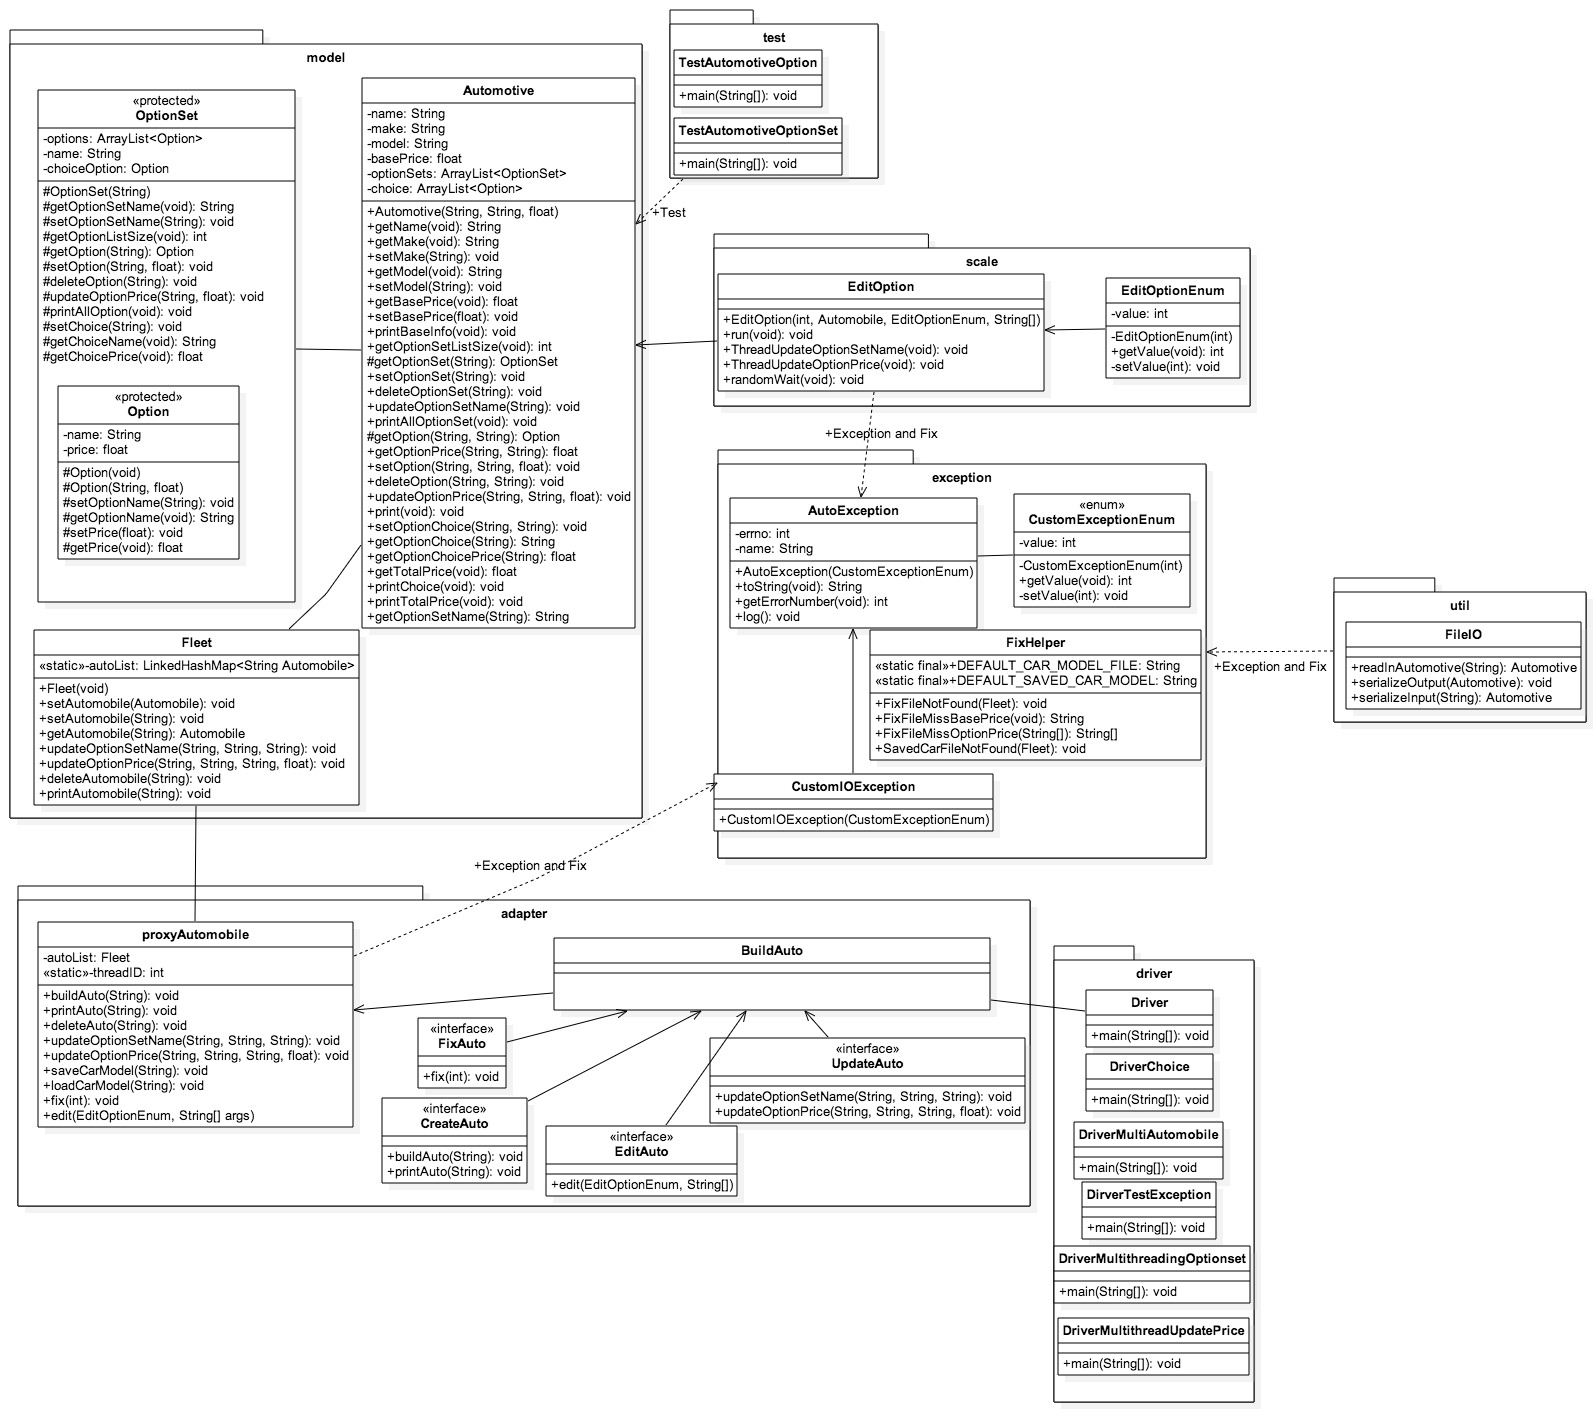 model
«protected»
OptionSet
-options: ArrayList<Option>
-name: String
-choiceOption: Option
#OptionSet(String)
#getOptionSetName(void): String
#setOptionSetName(String): void
#getOptionListSize(void): int
#getOption(String): Option
#setOption(String, float): void
#deleteOption(String): void
#updateOptionPrice(String, float): void
#printAllOption(void): void
#setChoice(String): void
#getChoiceName(void): String
#getChoicePrice(void): float
«protected»
Option
-name: String
-price: float
#Option(void)
#Option(String, float)
#setOptionName(String): void
#getOptionName(void): String
#setPrice(float): void
#getPrice(void): float
Automotive
-name: String
-make: String
-model: String
-basePrice: float
-optionSets: ArrayList<OptionSet>
-choice: ArrayList<Option>
+Automotive(String, String, float)
+getName(void): String
+getMake(void): String
+setMake(String): void
+getModel(void): String
+setModel(String): void
+getBasePrice(void): float
+setBasePrice(float): void
+printBaseInfo(void): void
+getOptionSetListSize(void): int
#getOptionSet(String): OptionSet
+setOptionSet(String): void
+deleteOptionSet(String): void
+updateOptionSetName(String): void
+printAllOptionSet(void): void
#getOption(String, String): Option
+getOptionPrice(String, String): float
+setOption(String, String, float): void
+deleteOption(String, String): void
+updateOptionPrice(String, String, float): void
+print(void): void
+setOptionChoice(String, String): void
+getOptionChoice(String): String
+getOptionChoicePrice(String): float
+getTotalPrice(void): float
+printChoice(void): void
+printTotalPrice(void): void
+getOptionSetName(String): String
Fleet
«static»-autoList: LinkedHashMap<String Automobile>
+Fleet(void)
+setAutomobile(Automobile): void
+setAutomobile(String): void
+getAutomobile(String): Automobile
+updateOptionSetName(String, String, String): void
+updateOptionPrice(String, String, String, float): void
+deleteAutomobile(String): void
+printAutomobile(String): void
test
TestAutomotiveOption
+main(String[]): void
TestAutomotiveOptionSet
+main(String[]): void
+Test
scale
EditOption
+EditOption(int, Automobile, EditOptionEnum, String[])
+run(void): void
+ThreadUpdateOptionSetName(void): void
+ThreadUpdateOptionPrice(void): void
+randomWait(void): void
EditOptionEnum
-value: int
-EditOptionEnum(int)
+getValue(void): int
-setValue(int): void
+Exception and Fix
exception
AutoException
-errno: int
-name: String
+AutoException(CustomExceptionEnum)
+toString(void): String
+getErrorNumber(void): int
+log(): void
«enum»
CustomExceptionEnum
-value: int
-CustomExceptionEnum(int)
+getValue(void): int
-setValue(int): void
FixHelper
«static final»+DEFAULT_CAR_MODEL_FILE: String
«static final»+DEFAULT_SAVED_CAR_MODEL: String
+FixFileNotFound(Fleet): void
+FixFileMissBasePrice(void): String
+FixFileMissOptionPrice(String[]): String[]
+SavedCarFileNotFound(Fleet): void
CustomIOException
+CustomIOException(CustomExceptionEnum)
+Exception and Fix
util
FileIO
+readInAutomotive(String): Automotive
+serializeOutput(Automotive): void
+serializeInput(String): Automotive
+Exception and Fix
adapter
proxyAutomobile
-autoList: Fleet
«static»-threadID: int
+buildAuto(String): void
+printAuto(String): void
+deleteAuto(String): void
+updateOptionSetName(String, String, String): void
+updateOptionPrice(String, String, String, float): void
+saveCarModel(String): void
+loadCarModel(String): void
+fix(int): void
+edit(EditOptionEnum, String[] args)
BuildAuto
«interface»
FixAuto
+fix(int): void
«interface»
CreateAuto
+buildAuto(String): void
+printAuto(String): void
«interface»
EditAuto
+edit(EditOptionEnum, String[])
«interface»
UpdateAuto
+updateOptionSetName(String, String, String): void
+updateOptionPrice(String, String, String, float): void
driver
Driver
+main(String[]): void
DriverChoice
+main(String[]): void
DriverMultiAutomobile
+main(String[]): void
DirverTestException
+main(String[]): void
DriverMultithreadingOptionset
+main(String[]): void
DriverMultithreadUpdatePrice
+main(String[]): void